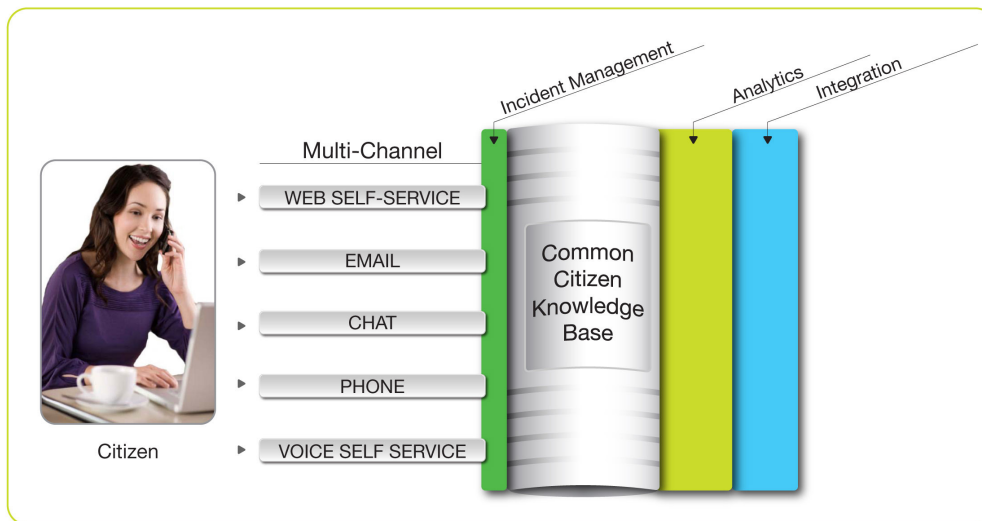 Incident Management
Analytics
Integration
Multi-Channel
WEB SELF-SERVICE
EMAIL
CHAT
PHONE
VOICE SELF SERVICE
Common
Citizen
Knowledge
Base
Citizen